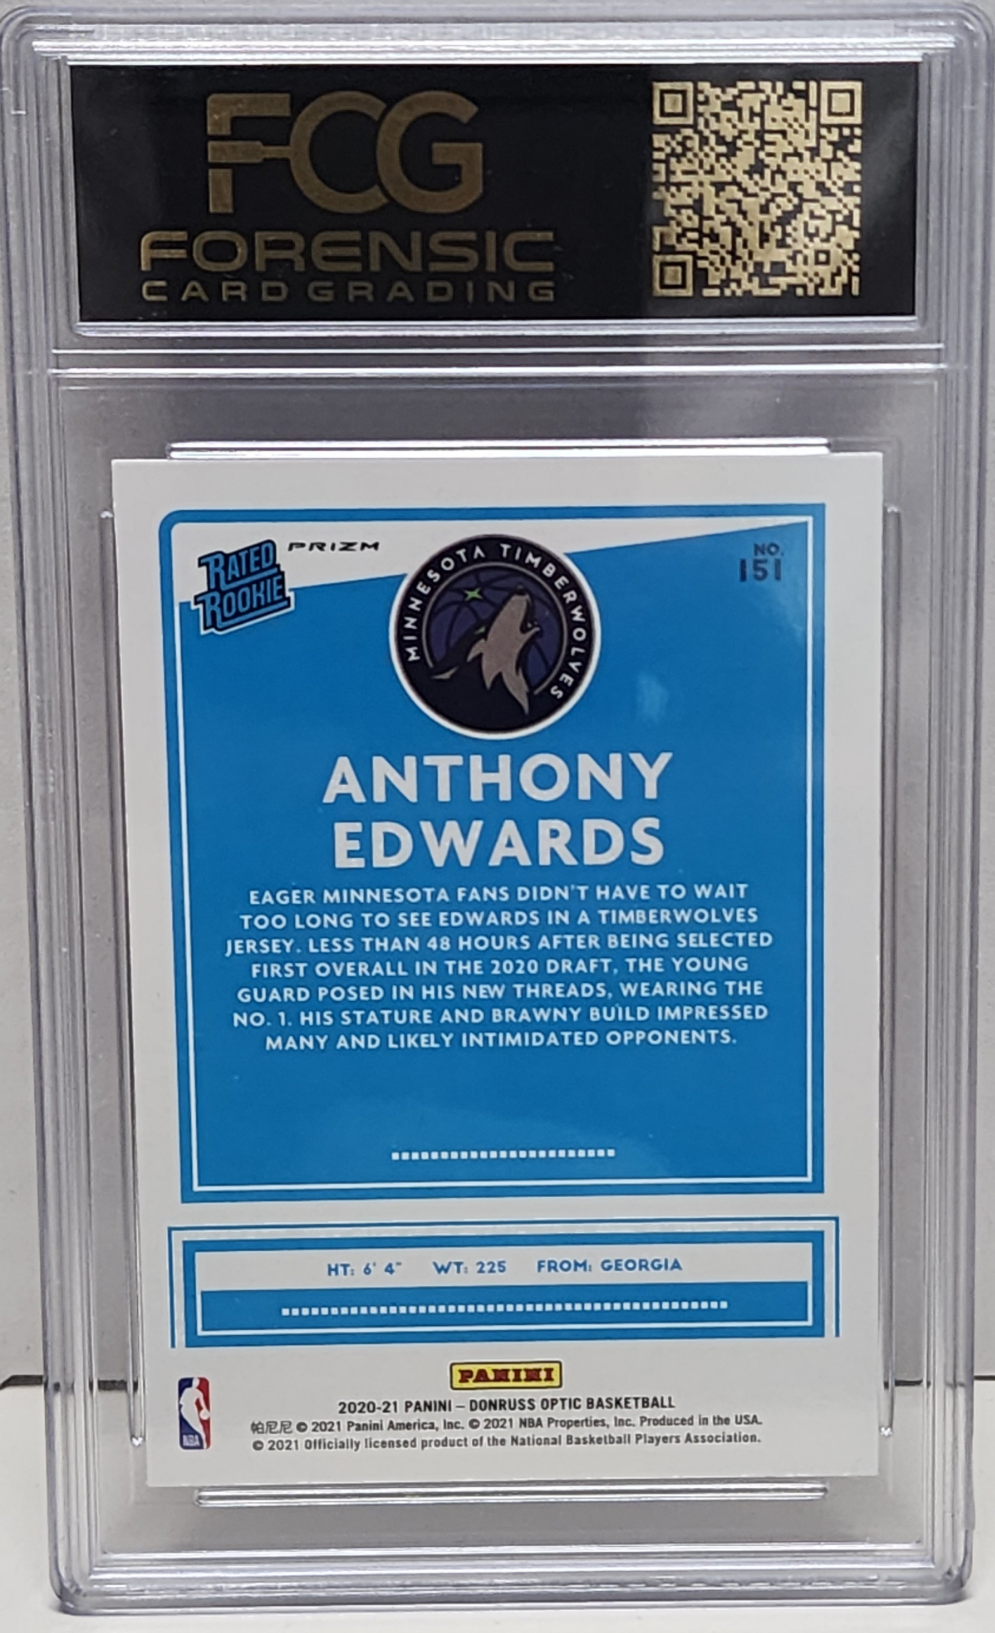 FCG
FORENSIC
CARD GRADING
RATED
ROOKIE
PRIZM
MINNESOTA TIMBERWOLVES
NO.
151
ANTHONY
EDWARDS
EAGER MINNESOTA FANS DIDN'T HAVE TO WAIT
TOO LONG TO SEE EDWARDS IN A TIMBERWOLVES
JERSEY. LESS THAN 48 HOURS AFTER BEING SELECTED
FIRST OVERALL IN THE 2020 DRAFT, THE YOUNG
GUARD POSED IN HIS NEW THREADS, WEARING THE
NO. 1. HIS STATURE AND BRAWNY BUILD IMPRESSED
MANY AND LIKELY INTIMIDATED OPPONENTS.
HT: 6' 4" WT: 225 FROM: GEORGIA
PANINI
NBA
2020-21 PANINI – DONRUSS OPTIC BASKETBALL
帕尼尼 © 2021 Panini America, Inc. © 2021 NBA Properties, Inc. Produced in the USA.
© 2021 Officially licensed product of the National Basketball Players Association.